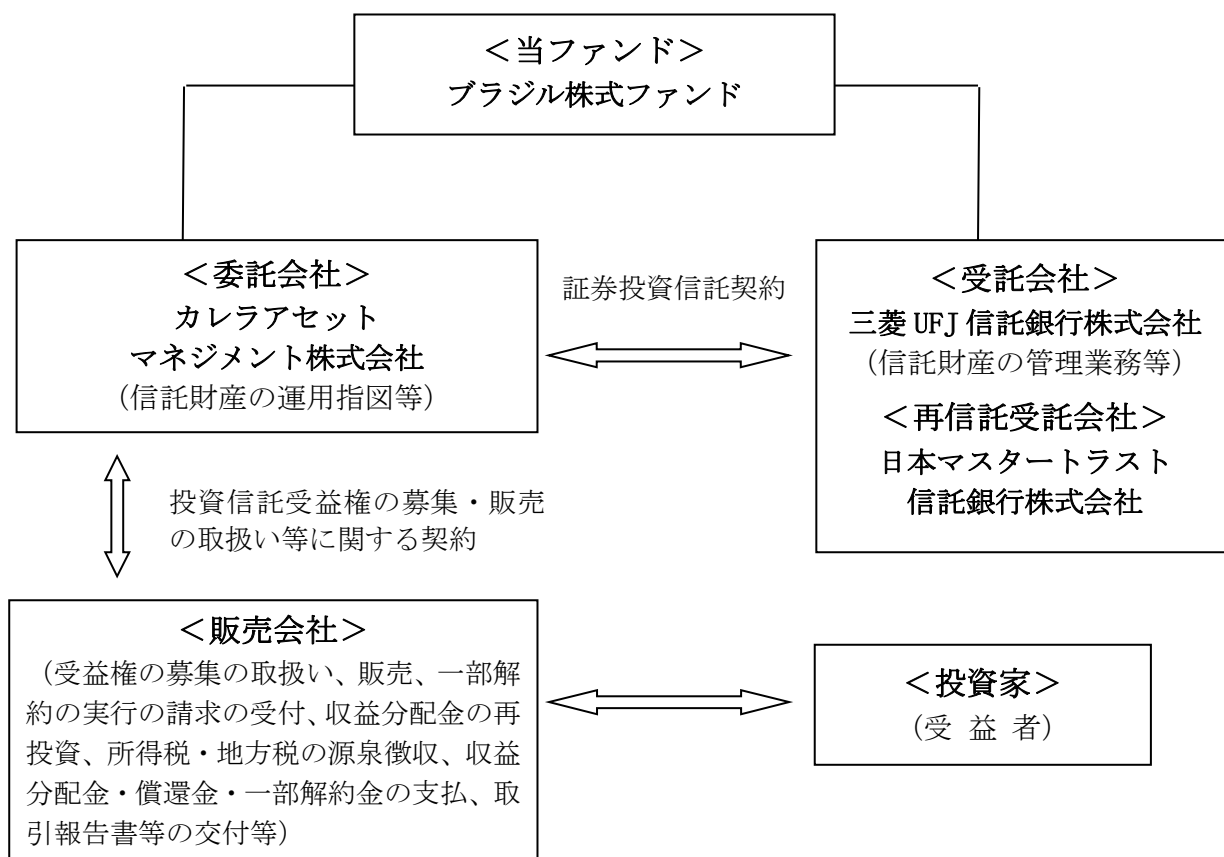 ＜当ファンド＞
ブラジル株式ファンド
＜委託会社＞
カレラアセット
マネジメント株式会社
（信託財産の運用指図等）
証券投資信託契約
＜受託会社＞
三菱 UFJ 信託銀行株式会社
（信託財産の管理業務等）
＜再信託受託会社＞
日本マスタートラスト
信託銀行株式会社
投資信託受益権の募集・販売
の取扱い等に関する契約
＜販売会社＞
（受益権の募集の取扱い、販売、一部解
約の実行の請求の受付、収益分配金の再
投資、所得税・地方税の源泉徴収、収益
分配金・償還金・一部解約金の支払、取
引報告書等の交付等）
＜投資家＞
（受 益 者）